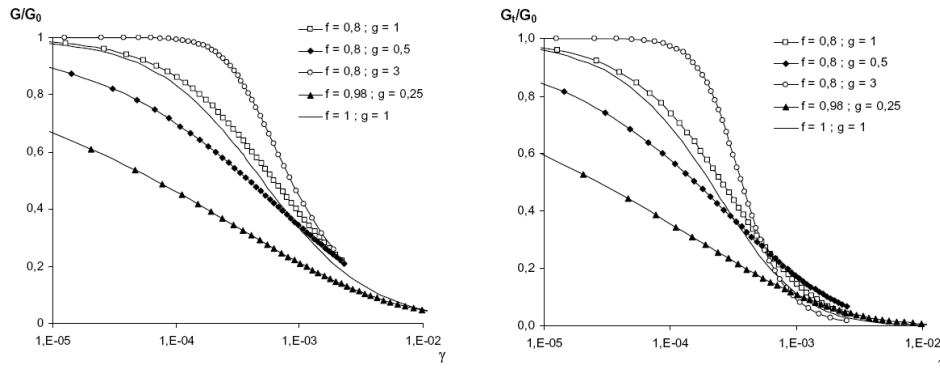 G/G0
1
0,8
0,6
0,4
0,2
0
1,E-05 1,E-04 1,E-03 1,E-02
γ
f = 0,8 ; g = 1
f = 0,8 ; g = 0,5
f = 0,8 ; g = 3
f = 0,98 ; g = 0,25
f = 1 ; g = 1
Gt/G0
1,0
0,8
0,6
0,4
0,2
0,0
1,E-05 1,E-04 1,E-03 1,E-02
f = 0,8 ; g = 1
f = 0,8 ; g = 0,5
f = 0,8 ; g = 3
f = 0,98 ; g = 0,25
f = 1 ; g = 1